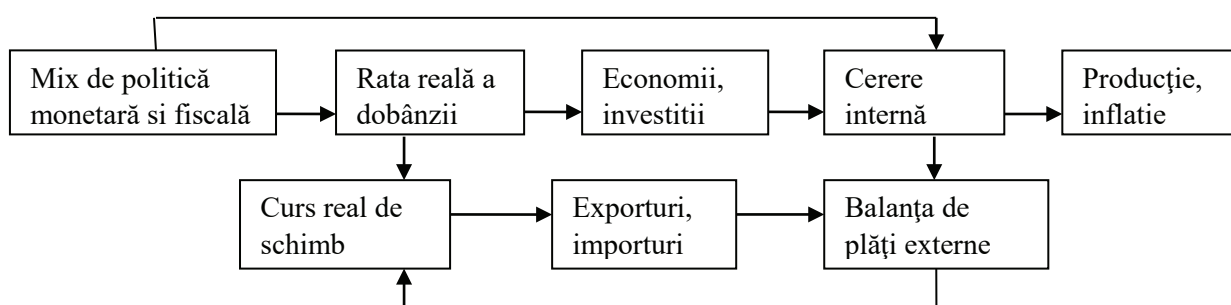 Mix de politică
monetară si fiscală
Rata reală a
dobânzii
Economii,
investitii
Cerere
internă
Producţie,
inflatie
Curs real de
schimb
Exporturi,
importuri
Balanţa de
plăţi externe